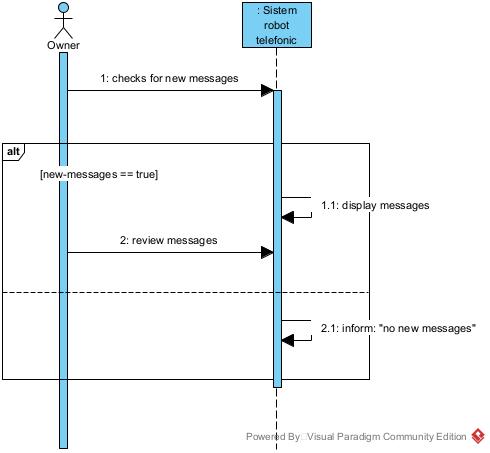 Owner
: Sistem
robot
telefonic
1: checks for new messages
alt
[new-messages == true]
1.1: display messages
2: review messages
2.1: inform: "no new messages"
Powered By Visual Paradigm Community Edition